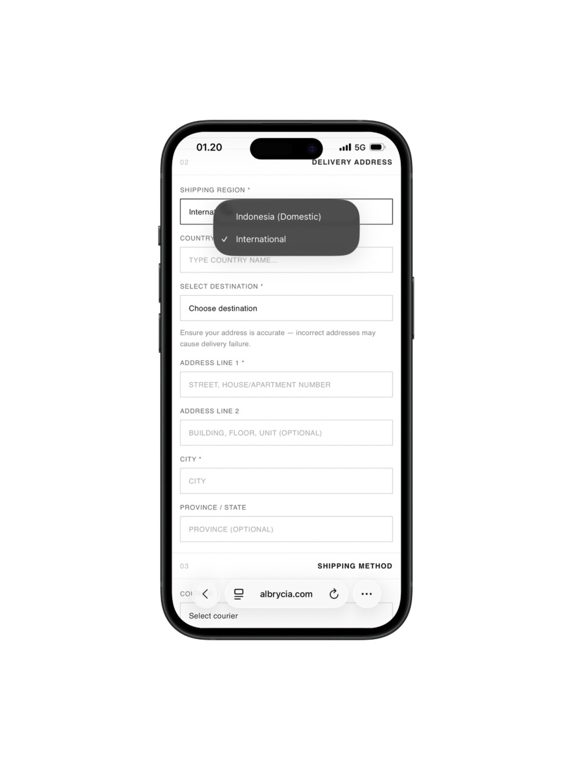 01.20
5G
02
DELIVERY ADDRESS
SHIPPING REGION *
Interna
Indonesia (Domestic)
✓ International
COUNTRY
TYPE COUNTRY NAME...
SELECT DESTINATION *
Choose destination
Ensure your address is accurate — incorrect addresses may
cause delivery failure.
ADDRESS LINE 1 *
STREET, HOUSE/APARTMENT NUMBER
ADDRESS LINE 2
BUILDING, FLOOR, UNIT (OPTIONAL)
CITY *
CITY
PROVINCE / STATE
PROVINCE (OPTIONAL)
03
SHIPPING METHOD
albrycia.com
Select courier